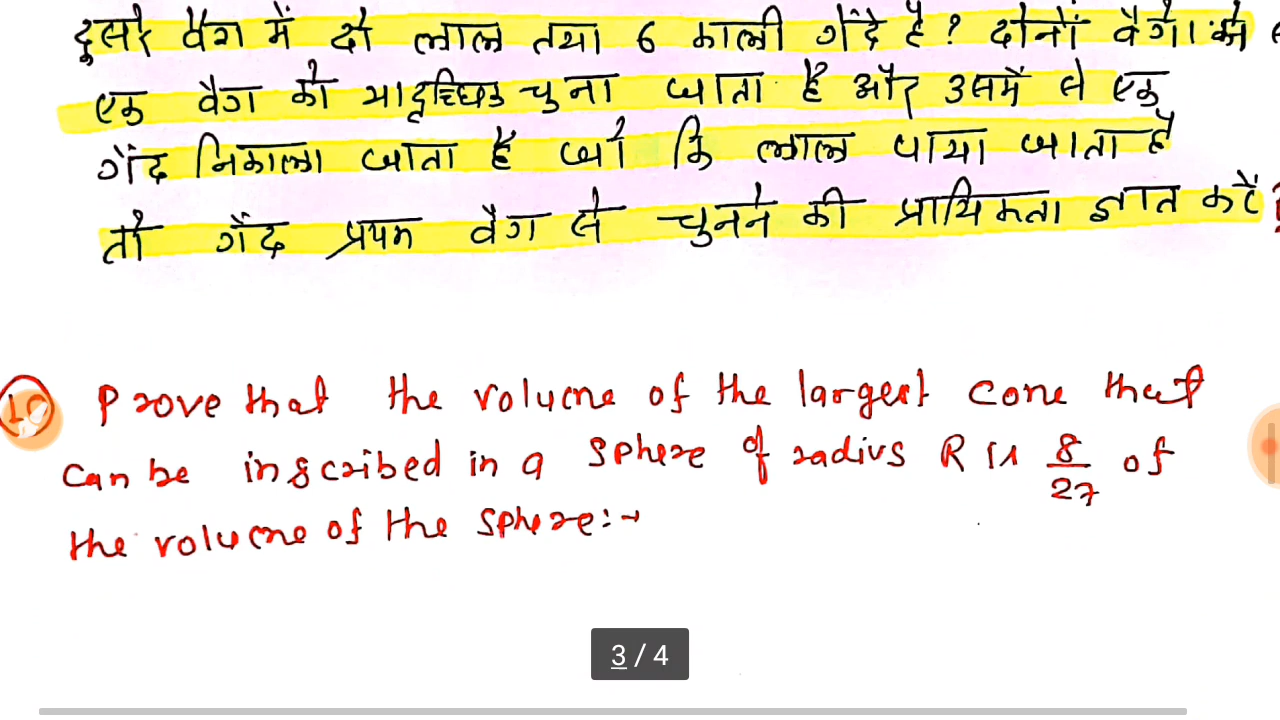 दुसरे बैग में दो लाल तथा 6 काली गेंदे है? दोनों बैगो में
एक बैग को यादृच्छिक चुना जाता है और उसमें से एक
गेंद निकाला जाता है जो कि लाल पाया जाता है
तो गेंद प्रथम बैग से चुनने की प्रायिकता ज्ञात करें
10 Prove that the volume of the largest cone that
can be inscribed in a sphere of radius R is 8/27 of
the volume of the sphere:→
3 / 4